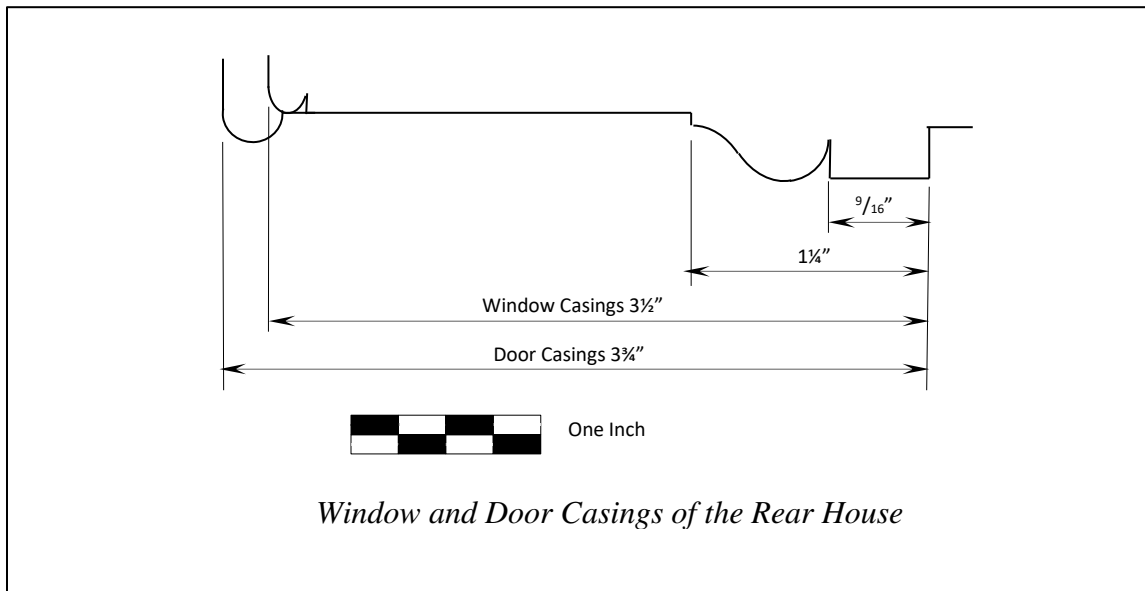 ⁹/₁₆”
1¼”
Window Casings 3½”
Door Casings 3¾”
One Inch
Window and Door Casings of the Rear House